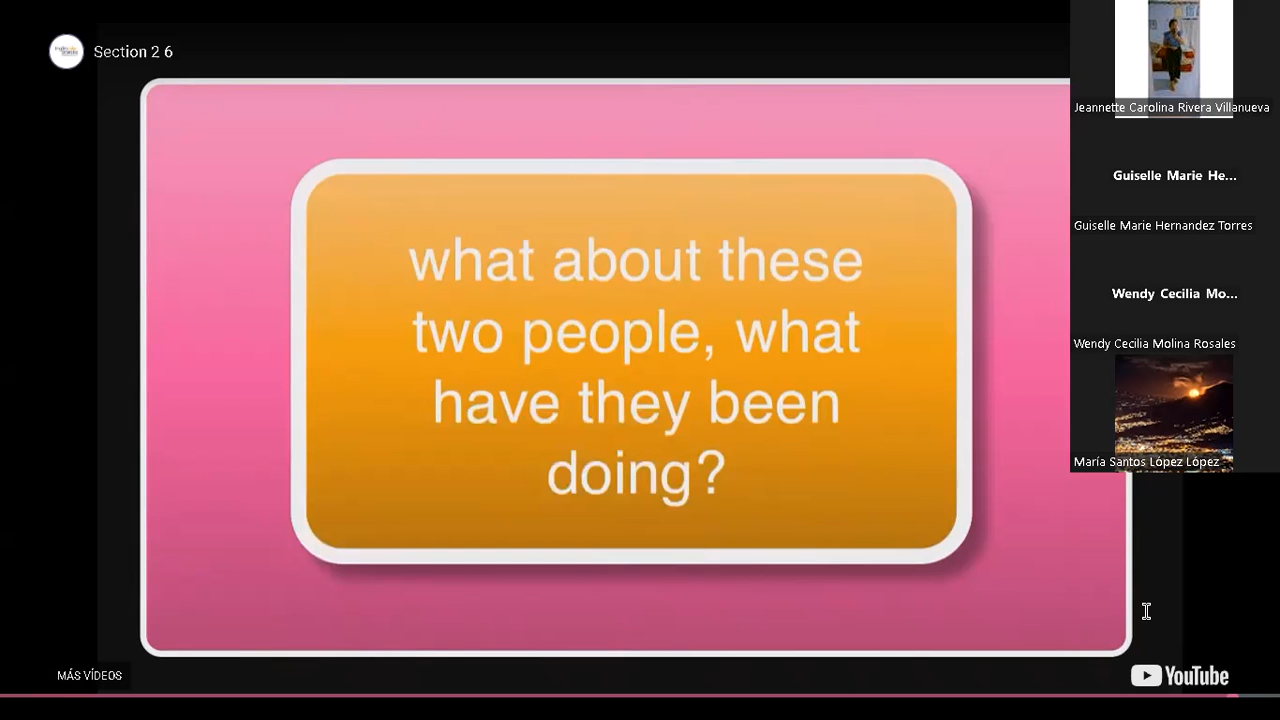 Section 2 6
what about these
two people, what
have they been
doing?
Jeannette Carolina Rivera Villanueva
Guiselle Marie He...
Guiselle Marie Hernandez Torres
Wendy Cecilia Mo...
Wendy Cecilia Molina Rosales
María Santos López López
MÁS VÍDEOS
YouTube